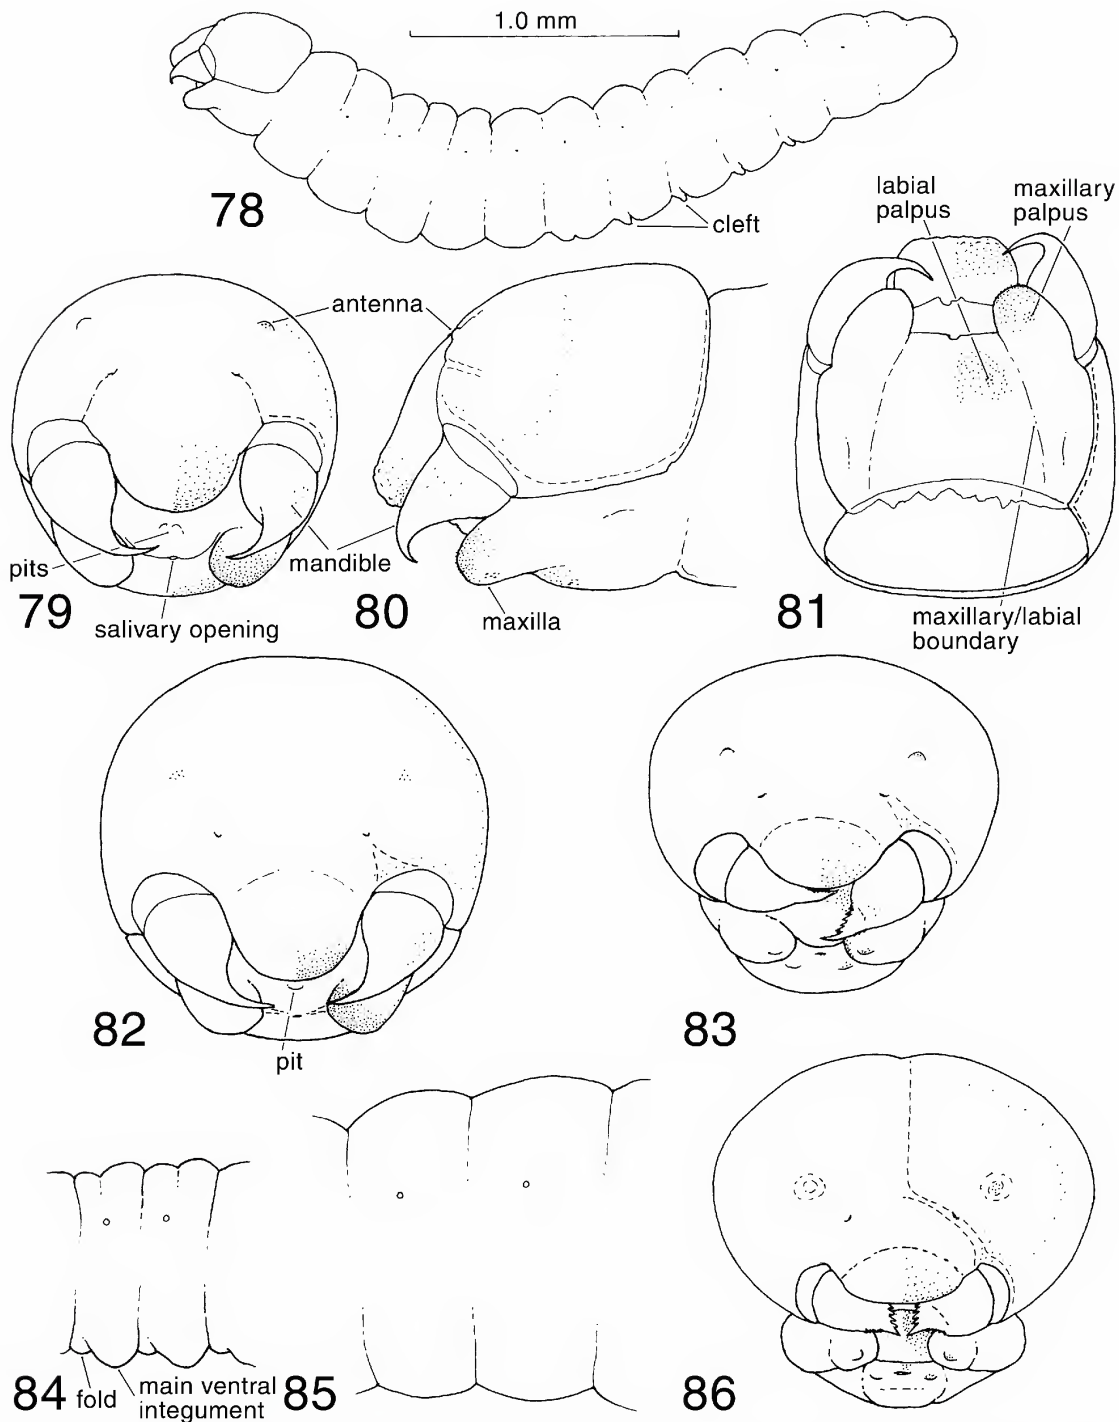 1.0 mm
78
cleft
labial
palpus
maxillary
palpus
antenna
pits
79
salivary opening
mandible
80
maxilla
81
maxillary/labial
boundary
82
pit
83
84
fold
main ventral
integument
85
86